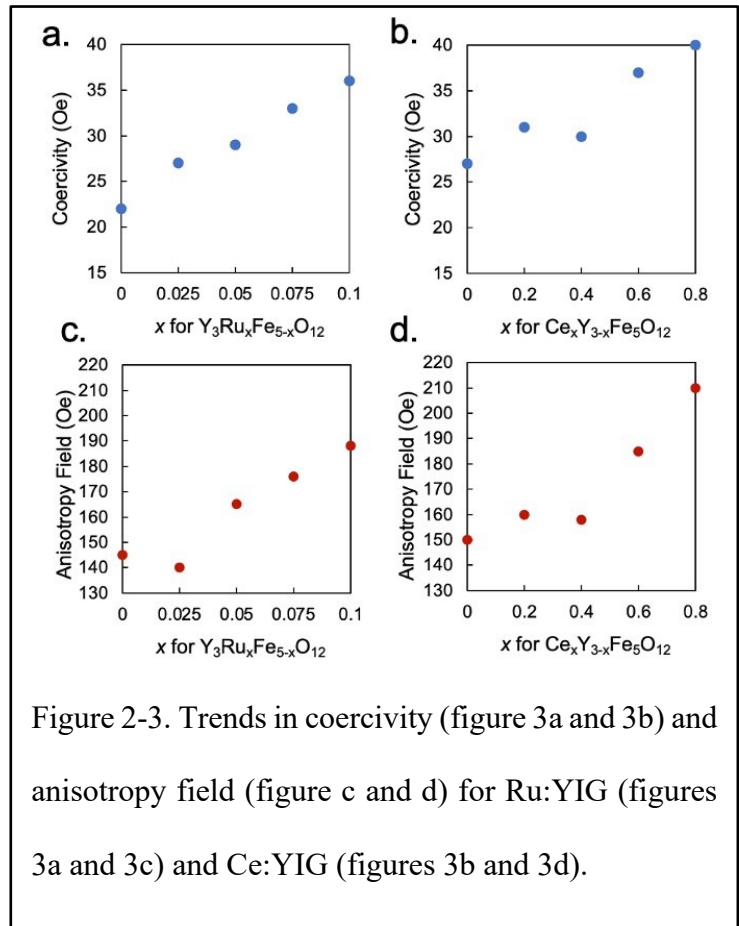 a.
40
35
30
25
20
15
Coercivity (Oe)
0 0.025 0.05 0.075 0.1
x for Y₃RuₓFe₅₋ₓO₁₂
b.
40
35
30
25
20
15
Coercivity (Oe)
0 0.2 0.4 0.6 0.8
x for CeₓY₃₋ₓFe₅O₁₂
c.
220
210
200
190
180
170
160
150
140
130
Anisotropy Field (Oe)
0 0.025 0.05 0.075 0.1
x for Y₃RuₓFe₅₋ₓO₁₂
d.
220
210
200
190
180
170
160
150
140
130
Anisotropy Field (Oe)
0 0.2 0.4 0.6 0.8
x for CeₓY₃₋ₓFe₅O₁₂
Figure 2-3. Trends in coercivity (figure 3a and 3b) and
anisotropy field (figure c and d) for Ru:YIG (figures
3a and 3c) and Ce:YIG (figures 3b and 3d).